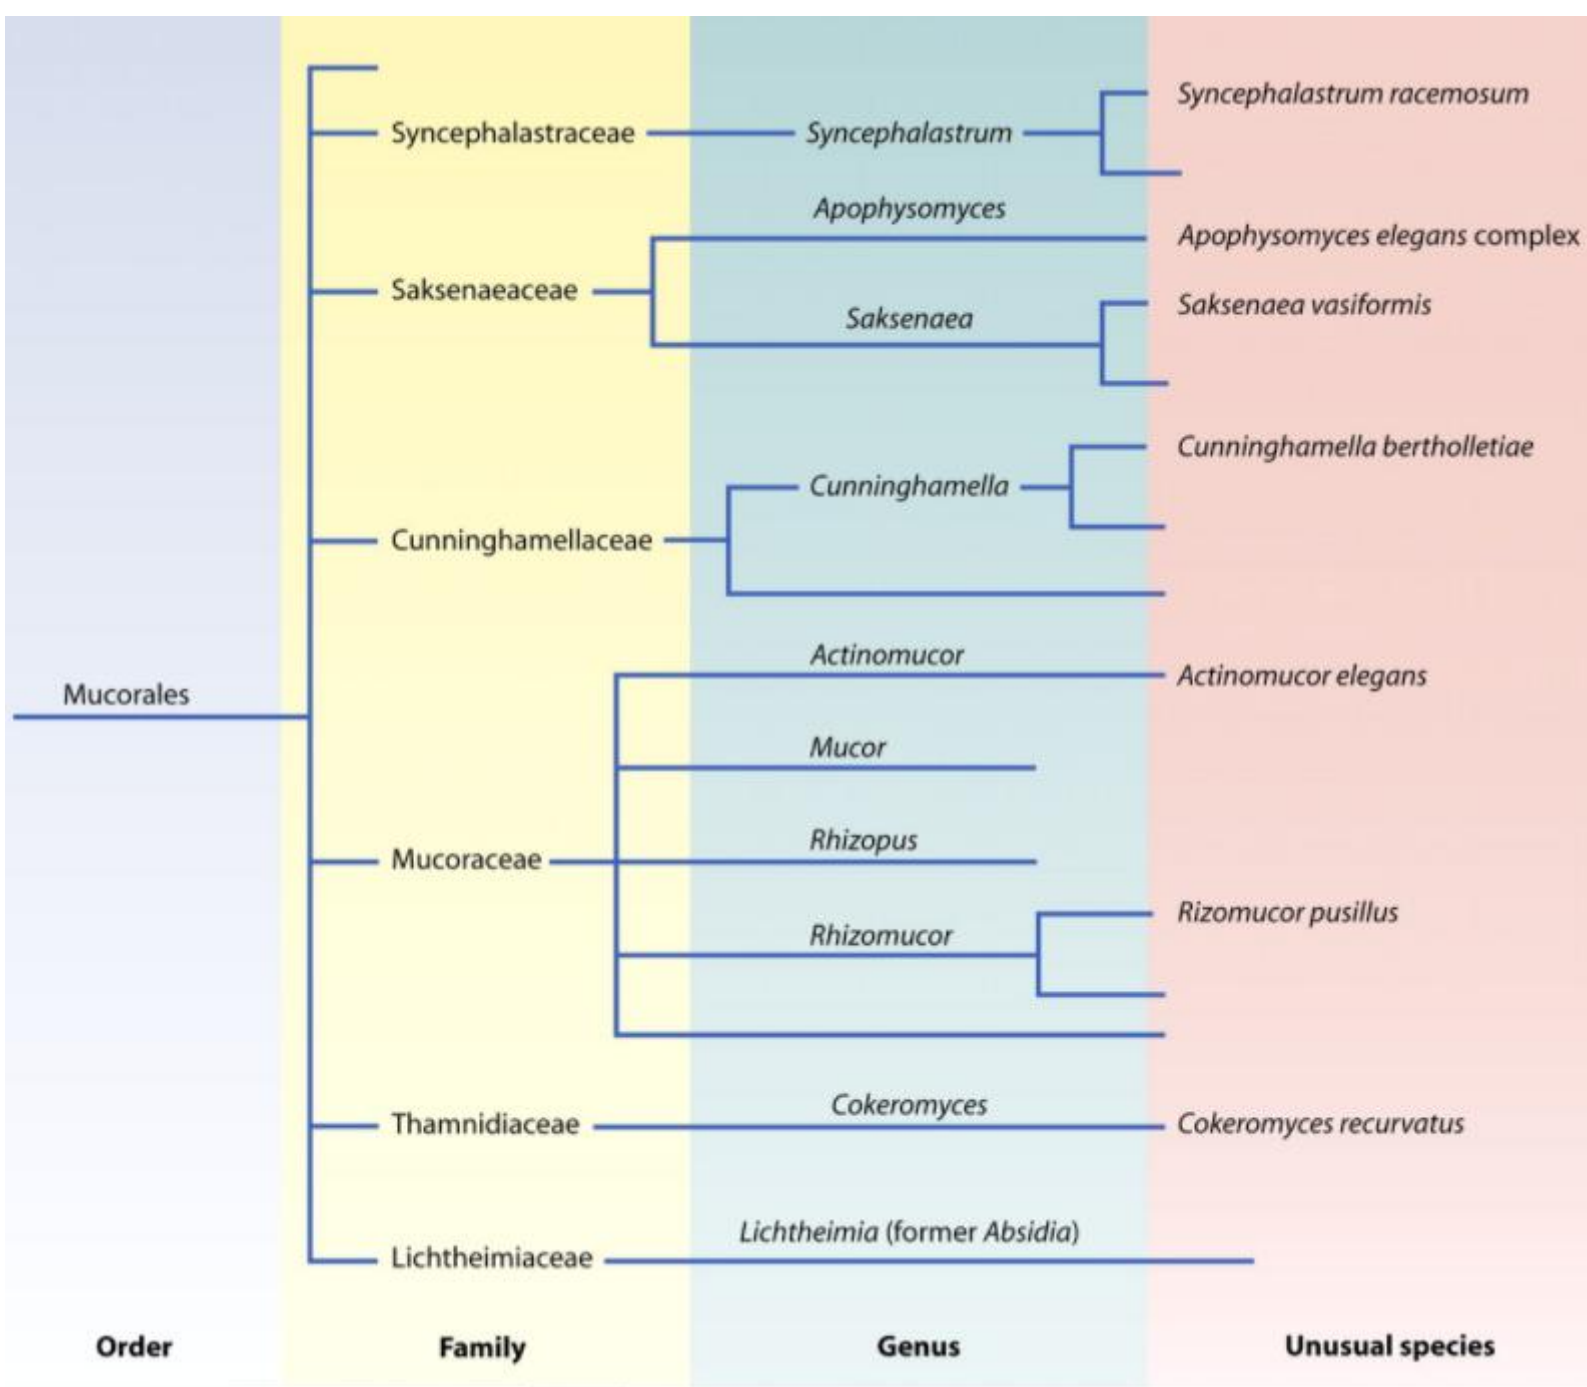 Syncephalastrum racemosum
Syncephalastraceae
Syncephalastrum
Apophysomyces
Apophysomyces elegans complex
Saksenaeaceae
Saksenaea vasiformis
Saksenaea
Cunninghamella bertholletiae
Cunninghamella
Cunninghamellaceae
Actinomucor
Actinomucor elegans
Mucorales
Mucor
Rhizopus
Mucoraceae
Rizomucor pusillus
Rhizomucor
Cokeromyces
Thamnidiaceae
Cokeromyces recurvatus
Lichtheimia (former Absidia)
Lichtheimiaceae
Order
Family
Genus
Unusual species